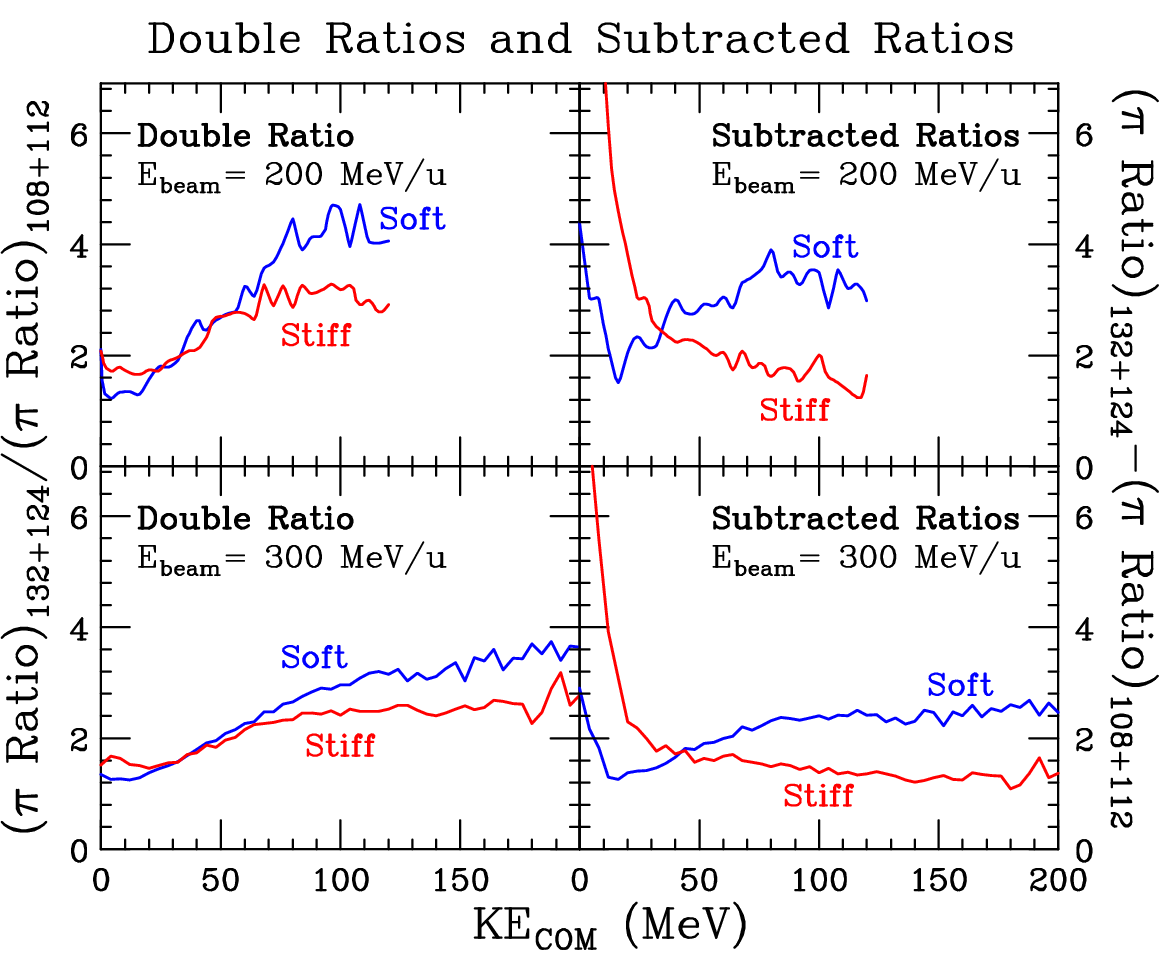 Double Ratios and Subtracted Ratios
(π Ratio)132+124/(π Ratio)108+112
Double Ratio
Ebeam= 200 MeV/u
Soft
Stiff
6
4
2
0
Subtracted Ratios
Ebeam= 200 MeV/u
Soft
Stiff
6
4
2
0
Double Ratio
Ebeam= 300 MeV/u
Soft
Stiff
6
4
2
0
Subtracted Ratios
Ebeam= 300 MeV/u
Soft
Stiff
6
4
2
0
(π Ratio)132+124−(π Ratio)108+112
0 50 100 150 0 50 100 150 200
KECOM (MeV)